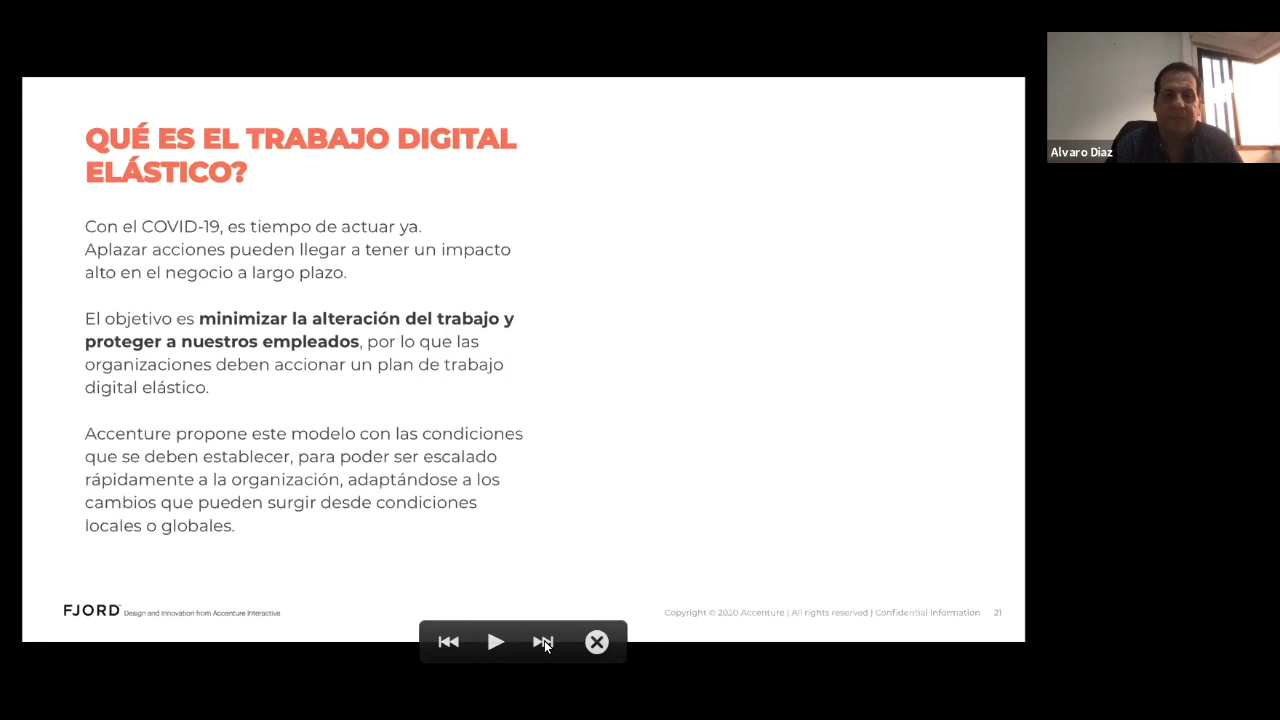 QUÉ ES EL TRABAJO DIGITAL
ELÁSTICO?
Con el COVID-19, es tiempo de actuar ya.
Aplazar acciones pueden llegar a tener un impacto
alto en el negocio a largo plazo.
El objetivo es minimizar la alteración del trabajo y
proteger a nuestros empleados, por lo que las
organizaciones deben accionar un plan de trabajo
digital elástico.
Accenture propone este modelo con las condiciones
que se deben establecer, para poder ser escalado
rápidamente a la organización, adaptándose a los
cambios que pueden surgir desde condiciones
locales o globales.
FJORD Design and Innovation from Accenture Interactive
Copyright © 2020 Accenture | All rights reserved | Confidential Information 21
Alvaro Diaz